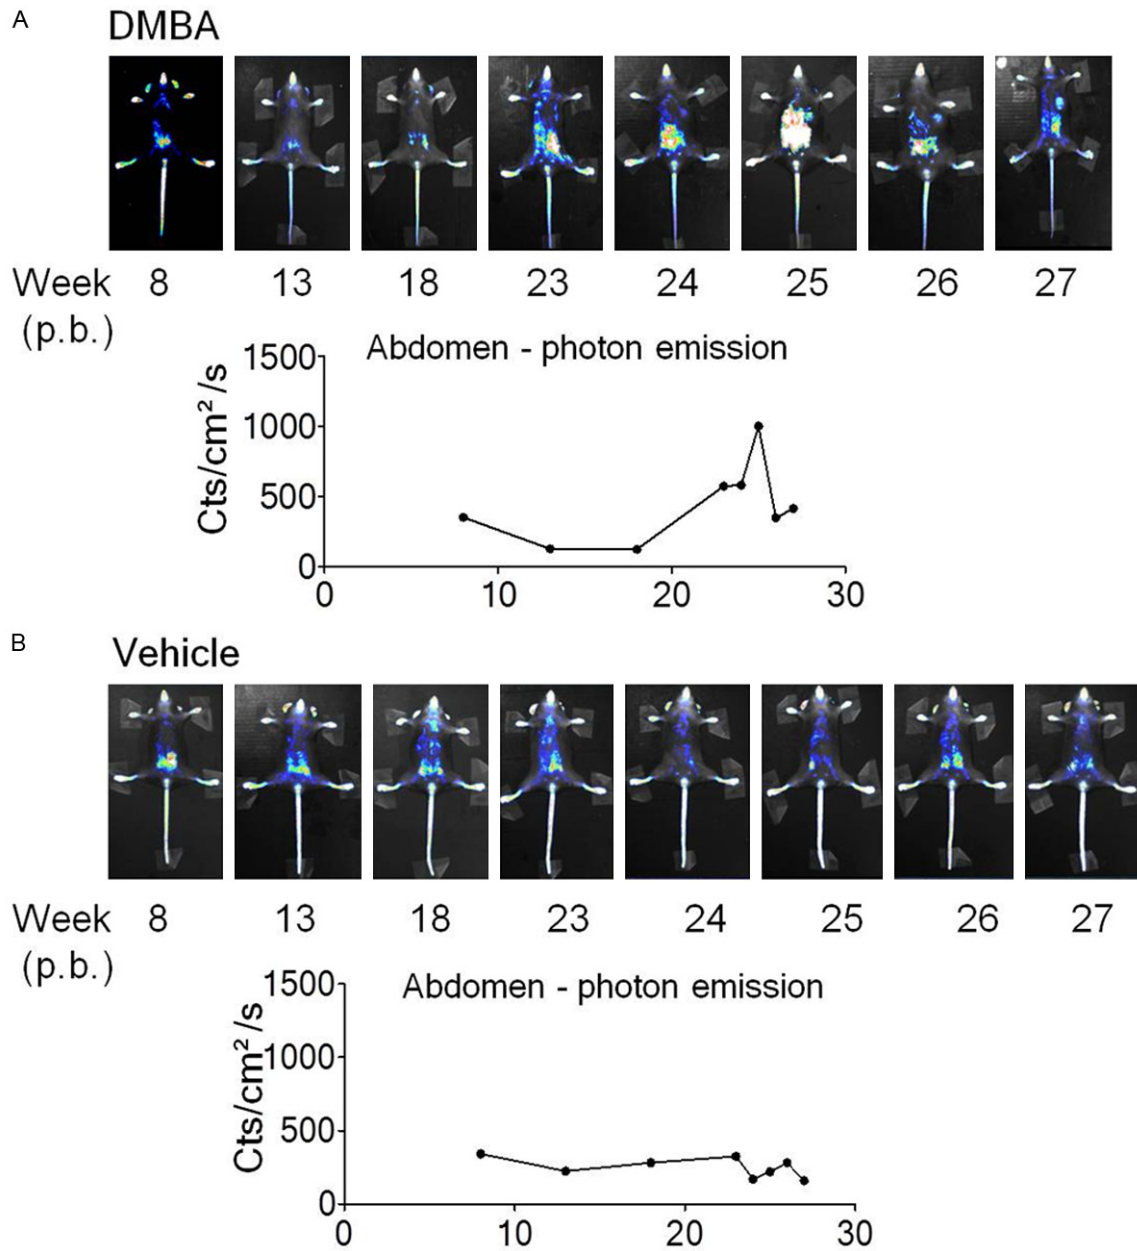 A
DMBA
Week 8 13 18 23 24 25 26 27
(p.b.)
Abdomen - photon emission
Cts/cm² /s
1500
1000
500
0
0 10 20 30
B
Vehicle
Week 8 13 18 23 24 25 26 27
(p.b.)
Abdomen - photon emission
Cts/cm² /s
1500
1000
500
0
0 10 20 30